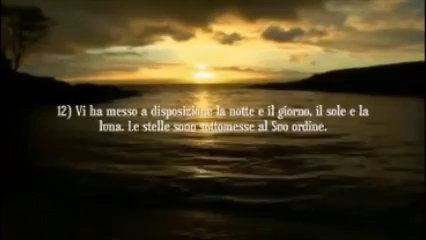 12) Vi ha messo a disposizione la notte e il giorno, il sole e la
luna. Le stelle sono sottomesse al Suo ordine.